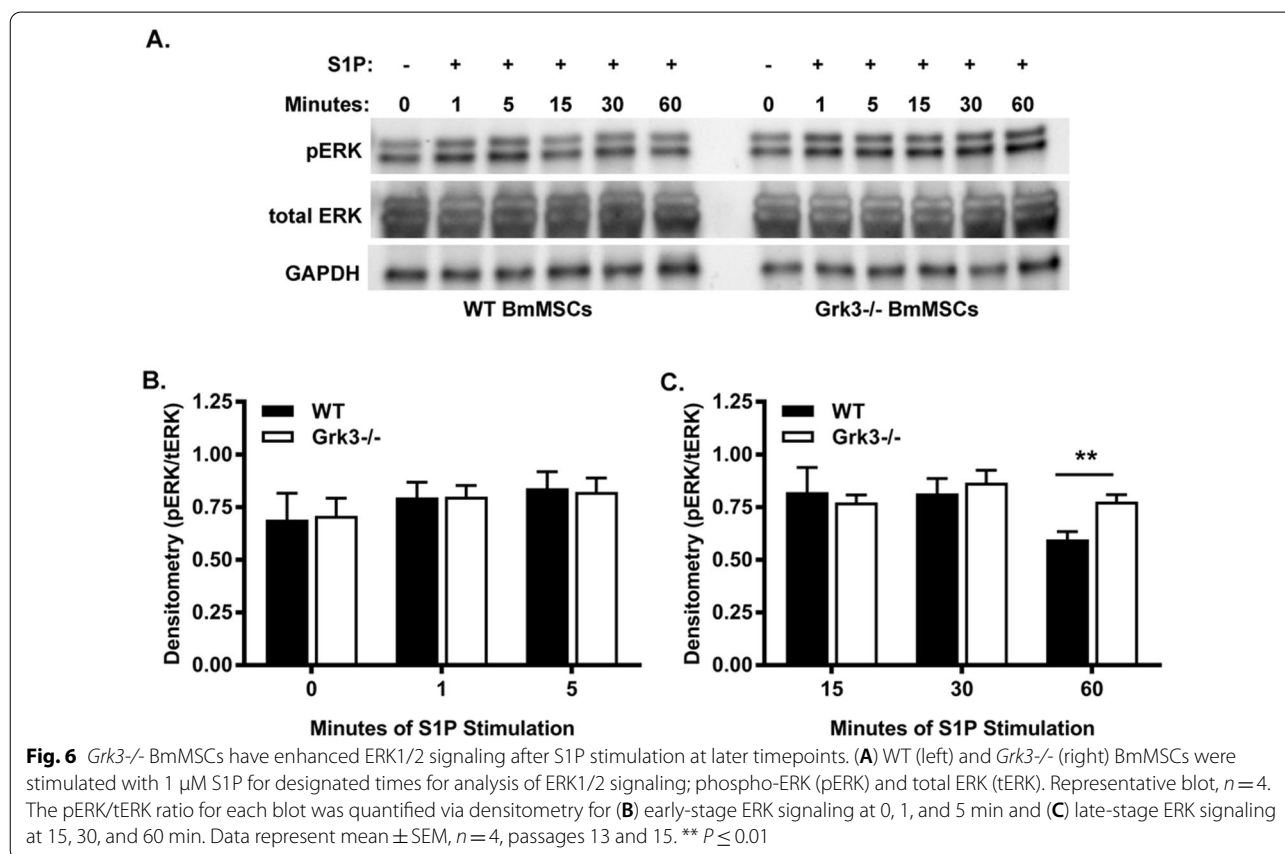 A.
S1P: - + + + + + - + + + + +
Minutes: 0 1 5 15 30 60 0 1 5 15 30 60
pERK
total ERK
GAPDH
WT BmMSCs Grk3-/- BmMSCs
B.
Densitometry (pERK/tERK)
1.25
1.00
0.75
0.50
0.25
0.00
WT
Grk3-/-
0 1 5
Minutes of S1P Stimulation
C.
Densitometry (pERK/tERK)
1.25
1.00
0.75
0.50
0.25
0.00
WT
Grk3-/-
**
15 30 60
Minutes of S1P Stimulation
Fig. 6 Grk3-/- BmMSCs have enhanced ERK1/2 signaling after S1P stimulation at later timepoints. (A) WT (left) and Grk3-/- (right) BmMSCs were
stimulated with 1 μM S1P for designated times for analysis of ERK1/2 signaling; phospho-ERK (pERK) and total ERK (tERK). Representative blot, n = 4.
The pERK/tERK ratio for each blot was quantified via densitometry for (B) early-stage ERK signaling at 0, 1, and 5 min and (C) late-stage ERK signaling
at 15, 30, and 60 min. Data represent mean ± SEM, n = 4, passages 13 and 15. ** P ≤ 0.01